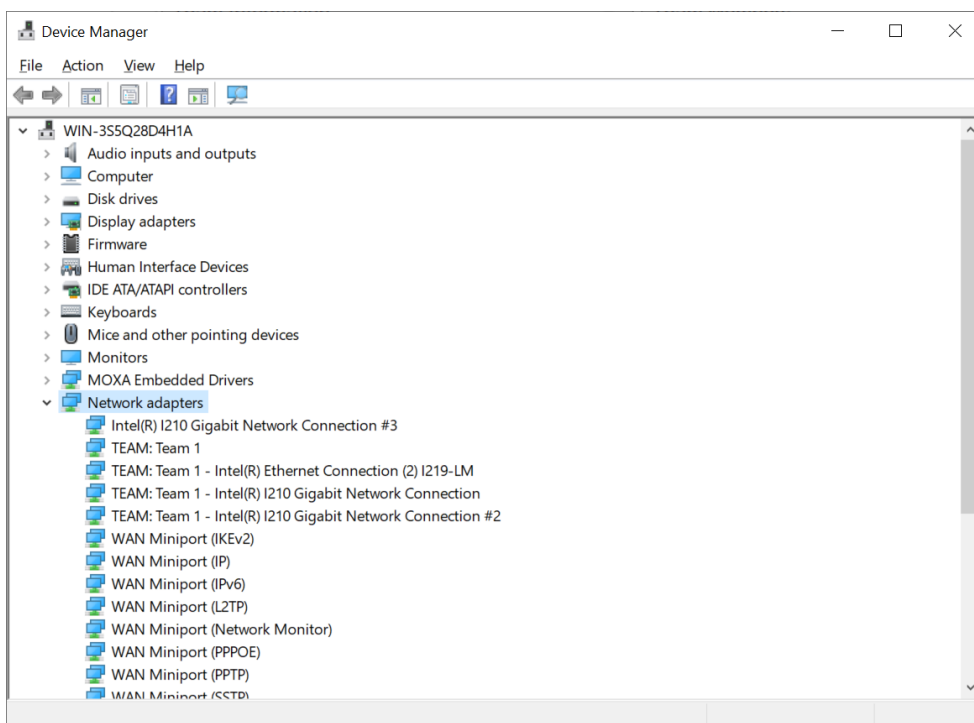 Device Manager
File Action View Help
WIN-3S5Q28D4H1A
Audio inputs and outputs
Computer
Disk drives
Display adapters
Firmware
Human Interface Devices
IDE ATA/ATAPI controllers
Keyboards
Mice and other pointing devices
Monitors
MOXA Embedded Drivers
Network adapters
Intel(R) I210 Gigabit Network Connection #3
TEAM: Team 1
TEAM: Team 1 - Intel(R) Ethernet Connection (2) I219-LM
TEAM: Team 1 - Intel(R) I210 Gigabit Network Connection
TEAM: Team 1 - Intel(R) I210 Gigabit Network Connection #2
WAN Miniport (IKEv2)
WAN Miniport (IP)
WAN Miniport (IPv6)
WAN Miniport (L2TP)
WAN Miniport (Network Monitor)
WAN Miniport (PPPOE)
WAN Miniport (PPTP)
WAN Miniport (SSTP)